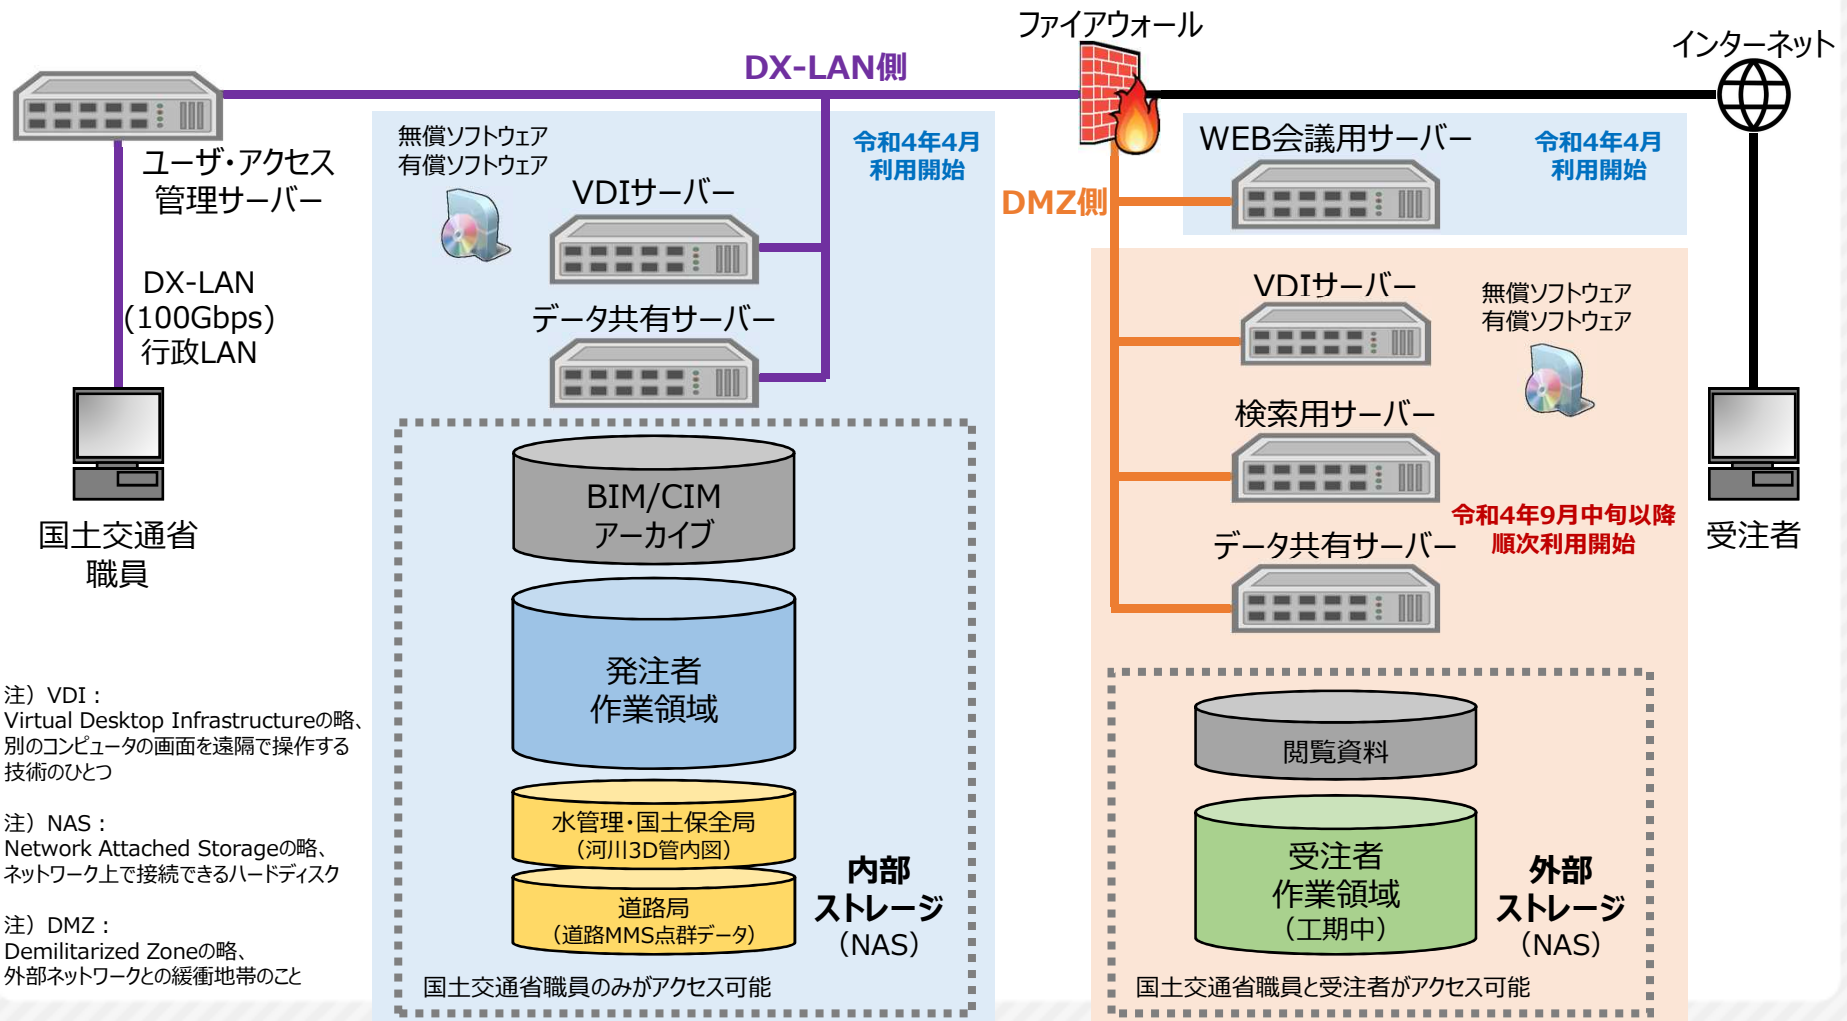 ファイアウォール
インターネット
DX-LAN側
ユーザ・アクセス
管理サーバー
DX-LAN
(100Gbps)
行政LAN
国土交通省
職員
無償ソフトウェア
有償ソフトウェア
令和4年4月
利用開始
VDIサーバー
データ共有サーバー
BIM/CIM
アーカイブ
発注者
作業領域
水管理・国土保全局
（河川3D管内図）
道路局
（道路MMS点群データ）
内部
ストレージ
（NAS）
国土交通省職員のみがアクセス可能
DMZ側
WEB会議用サーバー
令和4年4月
利用開始
VDIサーバー
無償ソフトウェア
有償ソフトウェア
検索用サーバー
令和4年9月中旬以降
順次利用開始
データ共有サーバー
閲覧資料
受注者
作業領域
（工期中）
外部
ストレージ
（NAS）
国土交通省職員と受注者がアクセス可能
受注者
注）VDI：
Virtual Desktop Infrastructureの略、
別のコンピュータの画面を遠隔で操作する
技術のひとつ
注）NAS：
Network Attached Storageの略、
ネットワーク上で接続できるハードディスク
注）DMZ：
Demilitarized Zoneの略、
外部ネットワークとの緩衝地帯のこと